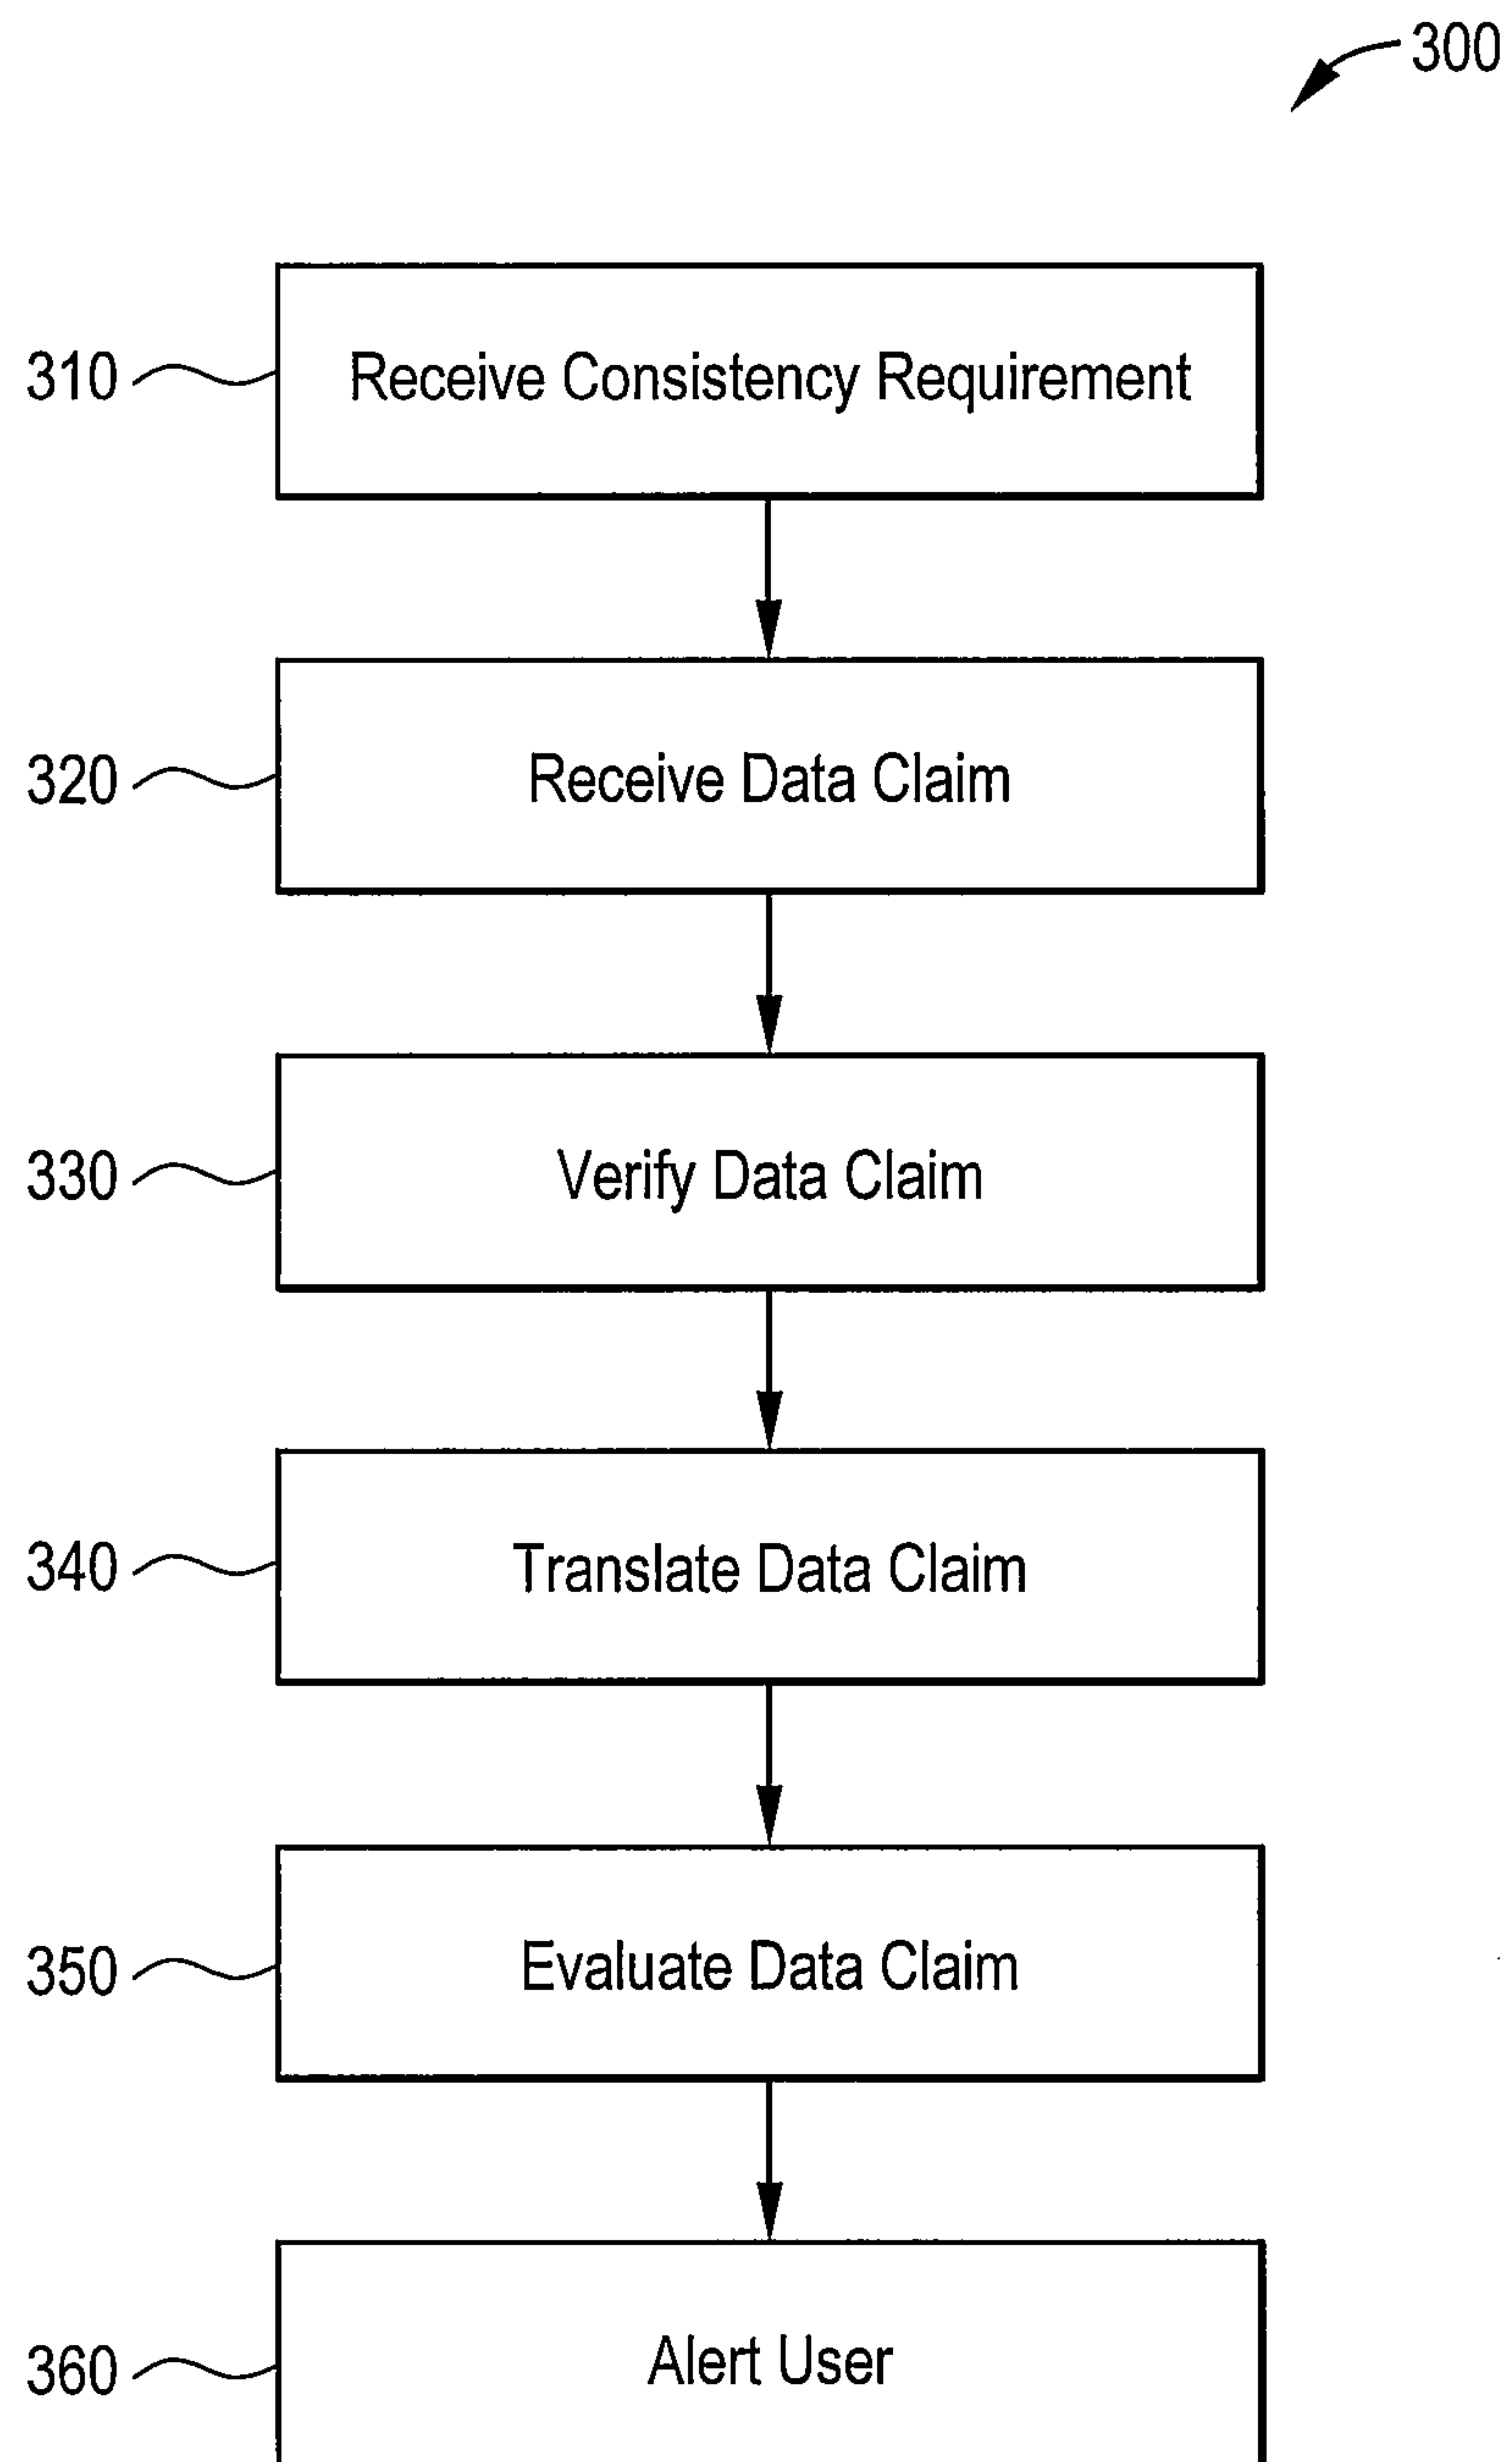 300
310 Receive Consistency Requirement
320 Receive Data Claim
330 Verify Data Claim
340 Translate Data Claim
350 Evaluate Data Claim
360 Alert User